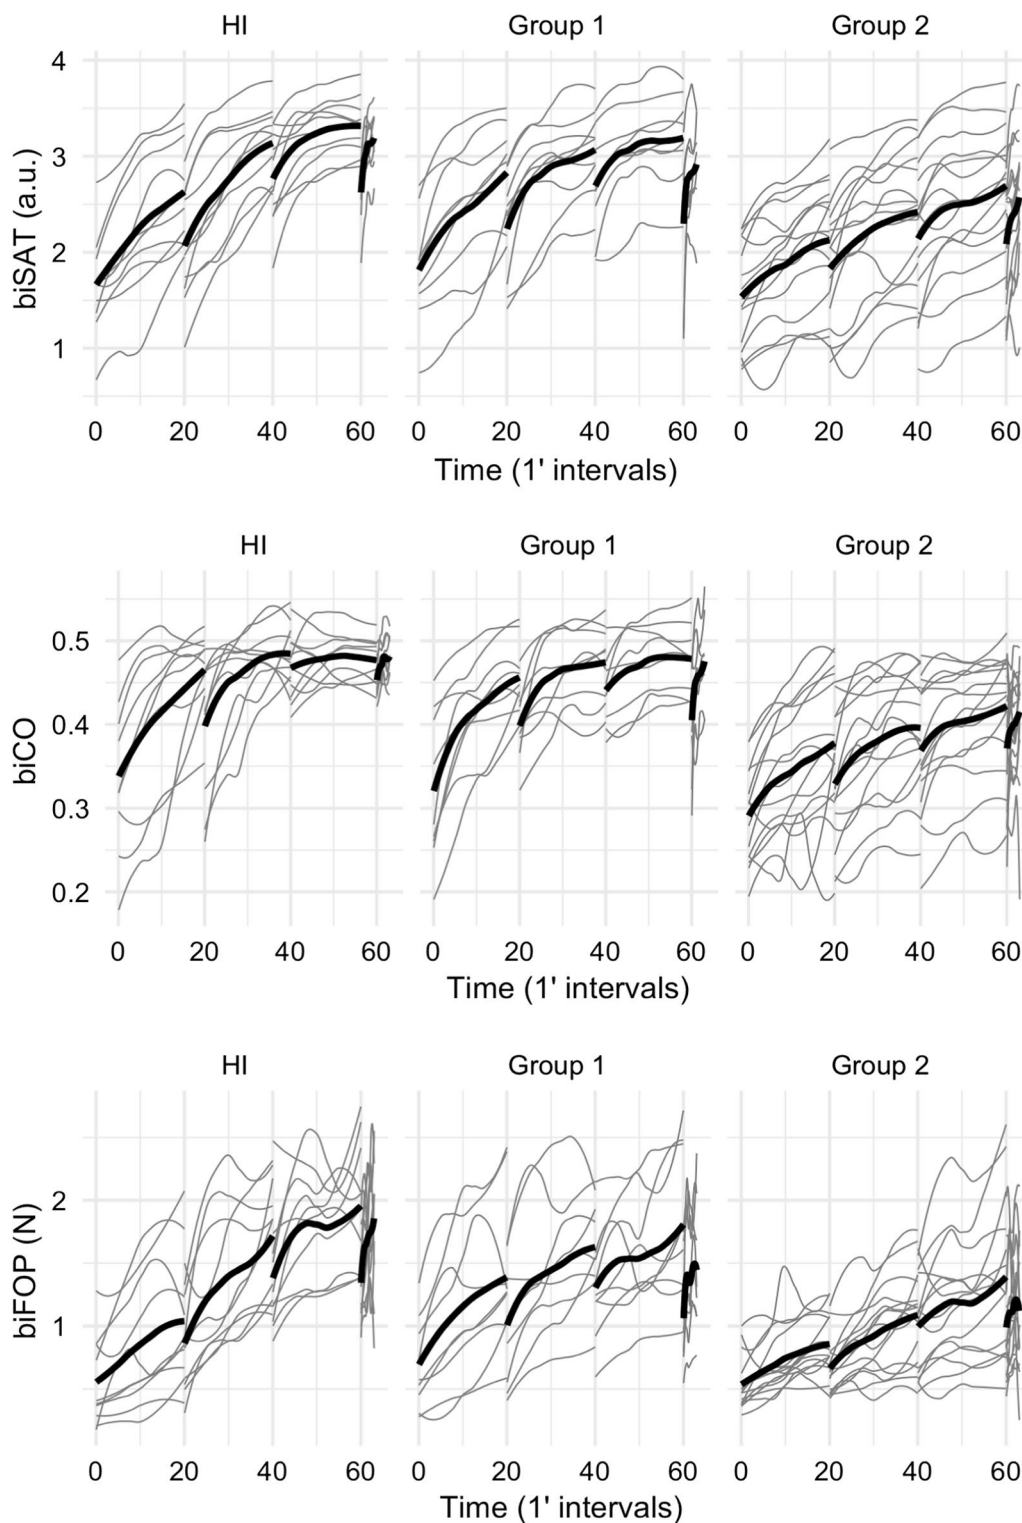 HI Group 1 Group 2
4
3
2
1
biSAT (a.u.)
0 20 40 60 0 20 40 60 0 20 40 60
Time (1' intervals)
HI Group 1 Group 2
0.5
0.4
0.3
0.2
biCO
0 20 40 60 0 20 40 60 0 20 40 60
Time (1' intervals)
HI Group 1 Group 2
2
1
biFOP (N)
0 20 40 60 0 20 40 60 0 20 40 60
Time (1' intervals)